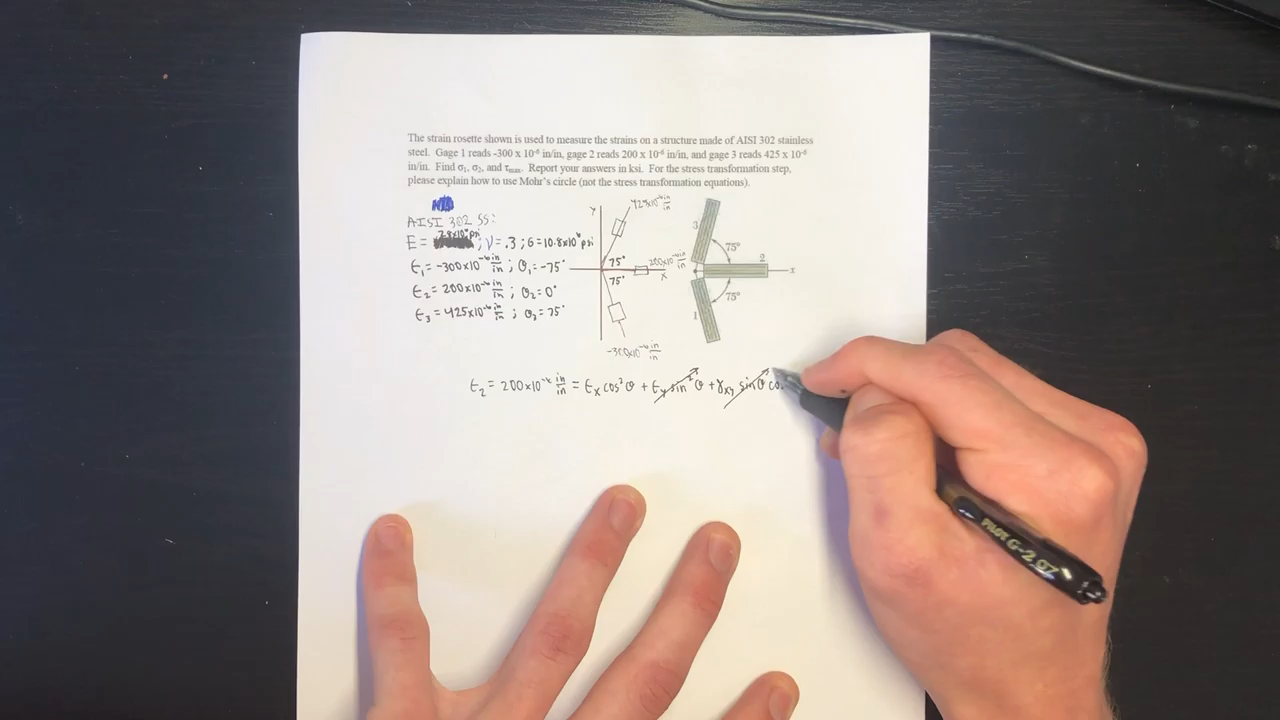 The strain rosette shown is used to measure the strains on a structure made of AISI 302 stainless
steel. Gage 1 reads -300 x 10⁻⁶ in/in, gage 2 reads 200 x 10⁻⁶ in/in, and gage 3 reads 425 x 10⁻⁶
in/in. Find σ₁, σ₂, and τmax. Report your answers in ksi. For the stress transformation step,
please explain how to use Mohr's circle (not the stress transformation equations).
AISI 302 SS:
E = psi ; ν = .3 ; G = 10.8x10⁶ psi
ε₁ = -300x10⁻⁶ in/in ; θ₁ = -75°
ε₂ = 200x10⁻⁶ in/in ; θ₂ = 0°
ε₃ = 425x10⁻⁶ in/in ; θ₃ = 75°
y
425x10⁻⁶ in/in
75°
200x10⁻⁶ in/in
x
75°
-300x10⁻⁶ in/in
3
75°
2
x
75°
1
ε₂ = 200x10⁻⁶ in/in = εx cos²θ + εy sin²θ + γxy sinθ
PILOT G-2 07